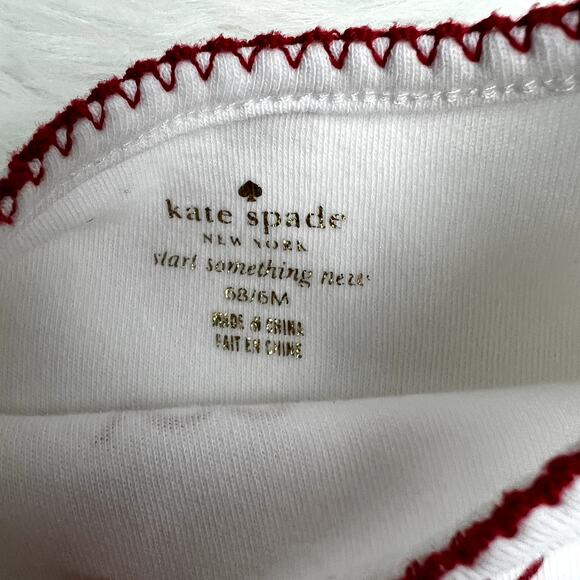 kate spade
NEW YORK
start something new
68/6M
MADE IN CHINA
FAIT EN CHINE